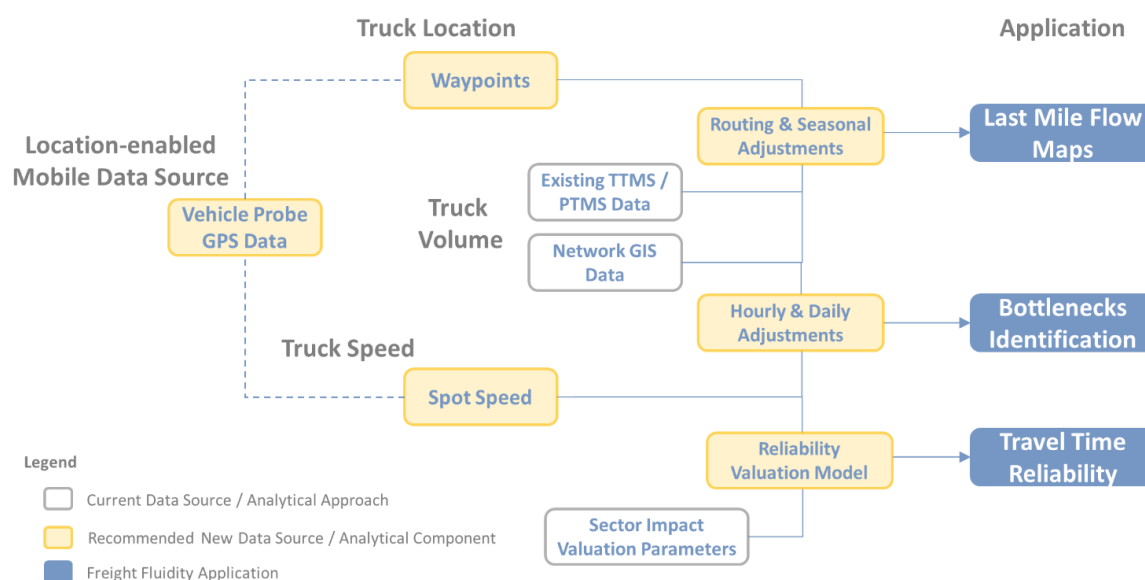 Truck Location
Application
Waypoints
Routing & Seasonal
Adjustments
Last Mile Flow
Maps
Location-enabled
Mobile Data Source
Existing TTMS /
PTMS Data
Vehicle Probe
GPS Data
Truck
Volume
Network GIS
Data
Hourly & Daily
Adjustments
Bottlenecks
Identification
Truck Speed
Spot Speed
Reliability
Valuation Model
Travel Time
Reliability
Legend
Current Data Source / Analytical Approach
Sector Impact
Valuation Parameters
Recommended New Data Source / Analytical Component
Freight Fluidity Application